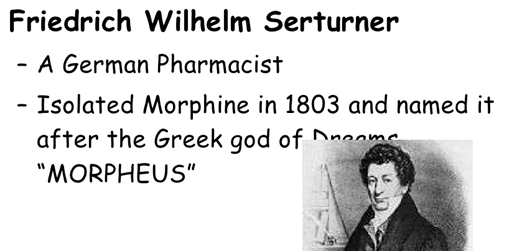 Friedrich Wilhelm Serturner
– A German Pharmacist
– Isolated Morphine in 1803 and named it
after the Greek god of Dreams
“MORPHEUS”